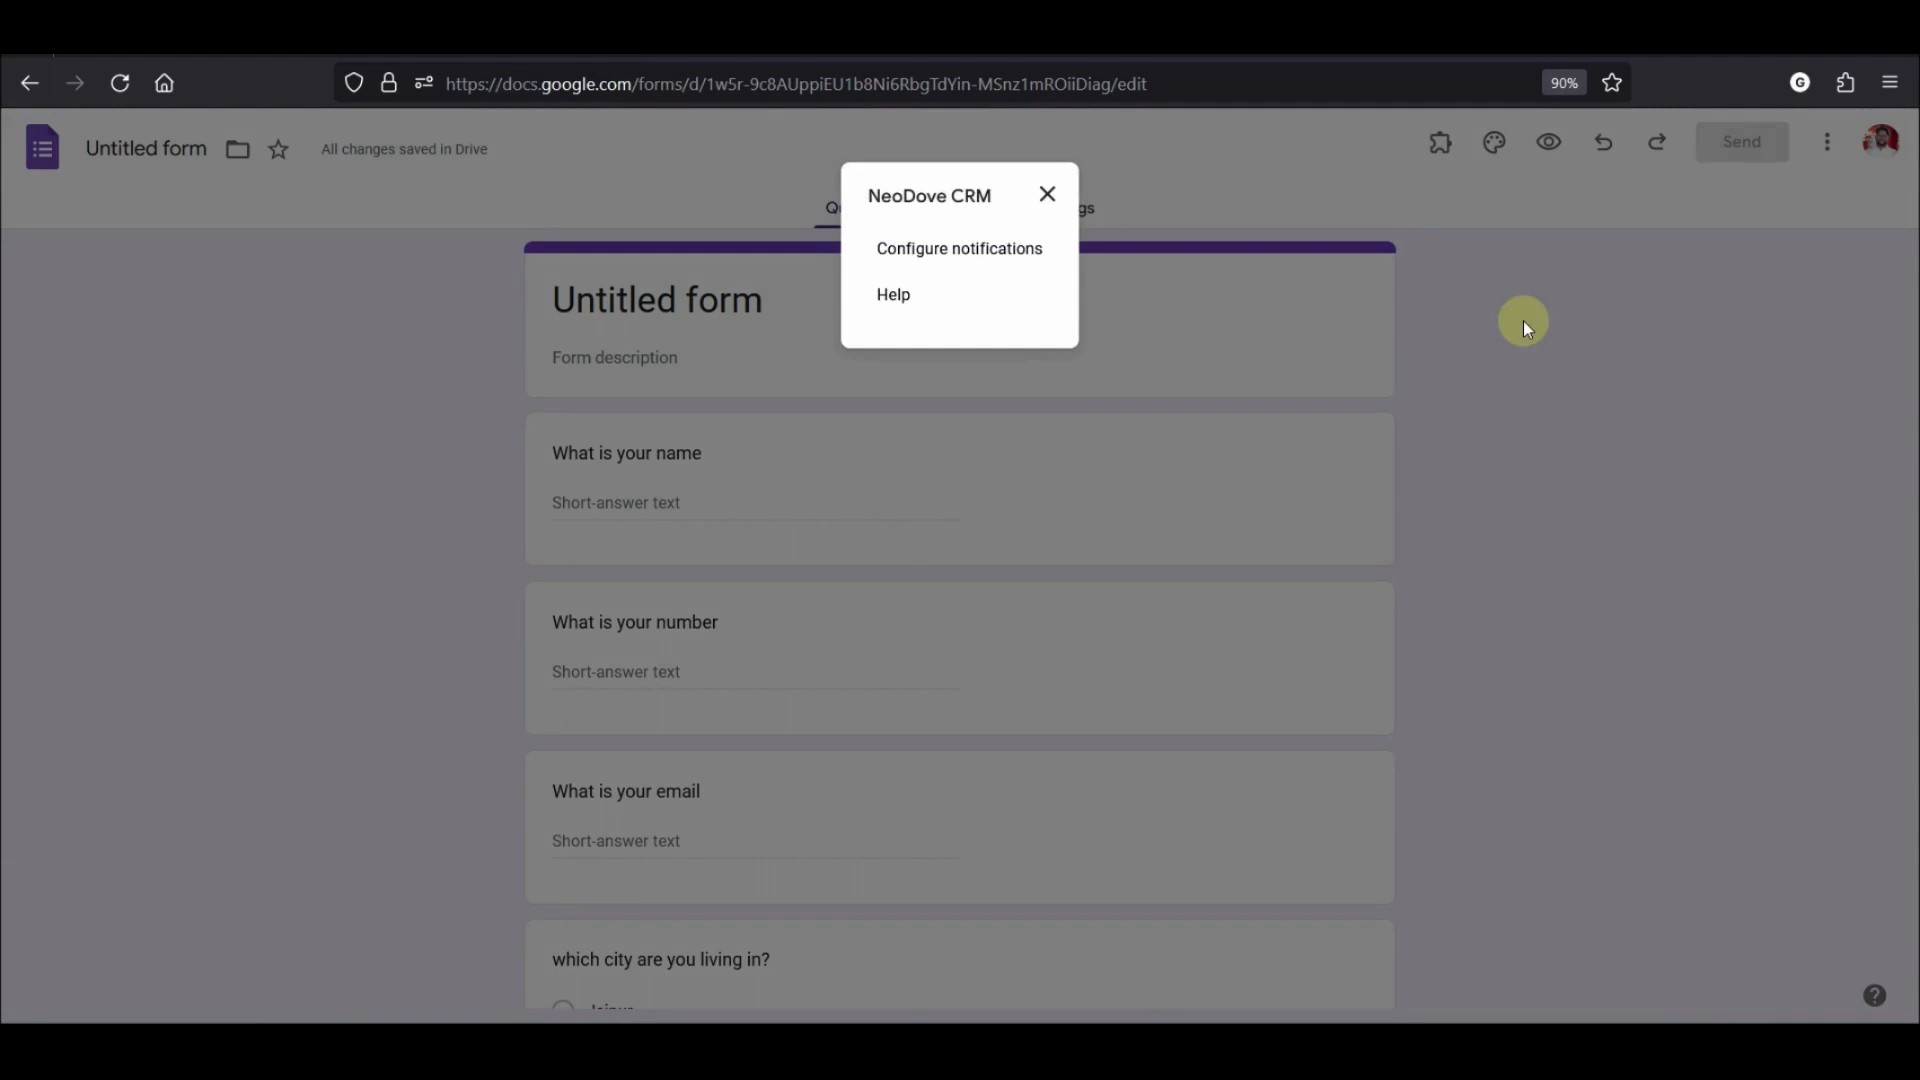 https://docs.google.com/forms/d/1w5r-9c8AUppiEU1b8Ni6RbgTdYin-MSnz1mROiiDiag/edit
90%
G
Untitled form
All changes saved in Drive
Send
NeoDove CRM
Configure notifications
Help
Untitled form
Form description
What is your name
Short-answer text
What is your number
Short-answer text
What is your email
Short-answer text
which city are you living in?